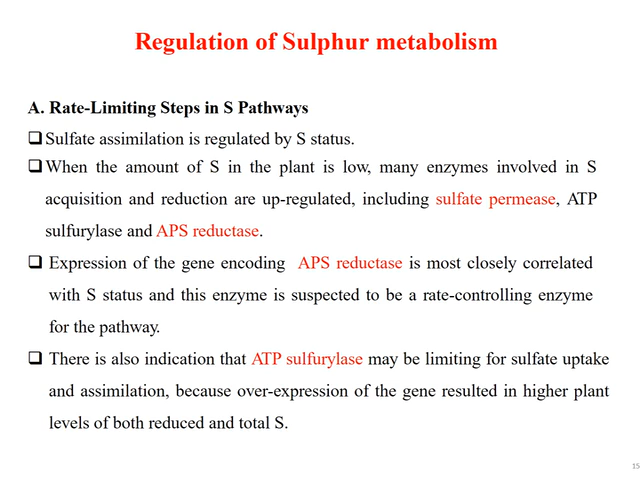 Regulation of Sulphur metabolism
A. Rate-Limiting Steps in S Pathways
❑Sulfate assimilation is regulated by S status.
❑When the amount of S in the plant is low, many enzymes involved in S
acquisition and reduction are up-regulated, including sulfate permease, ATP
sulfurylase and APS reductase.
❑ Expression of the gene encoding APS reductase is most closely correlated
with S status and this enzyme is suspected to be a rate-controlling enzyme
for the pathway.
❑ There is also indication that ATP sulfurylase may be limiting for sulfate uptake
and assimilation, because over-expression of the gene resulted in higher plant
levels of both reduced and total S.
15